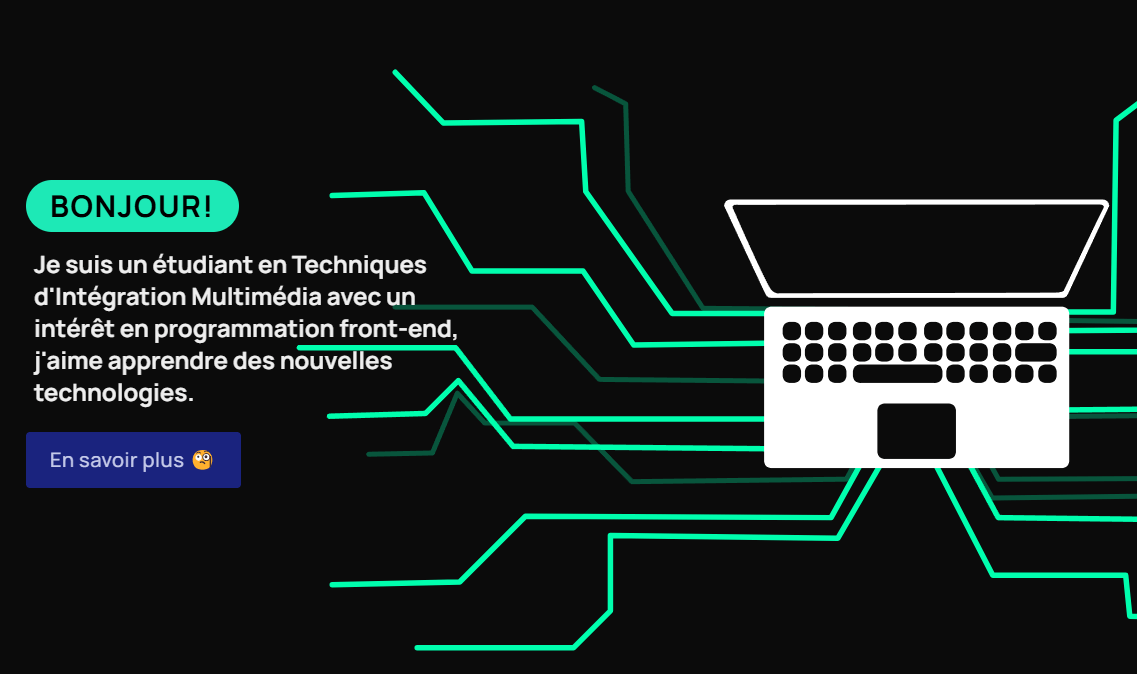 BONJOUR!
Je suis un étudiant en Techniques
d'Intégration Multimédia avec un
intérêt en programmation front-end,
j'aime apprendre des nouvelles
technologies.
En savoir plus 🧐